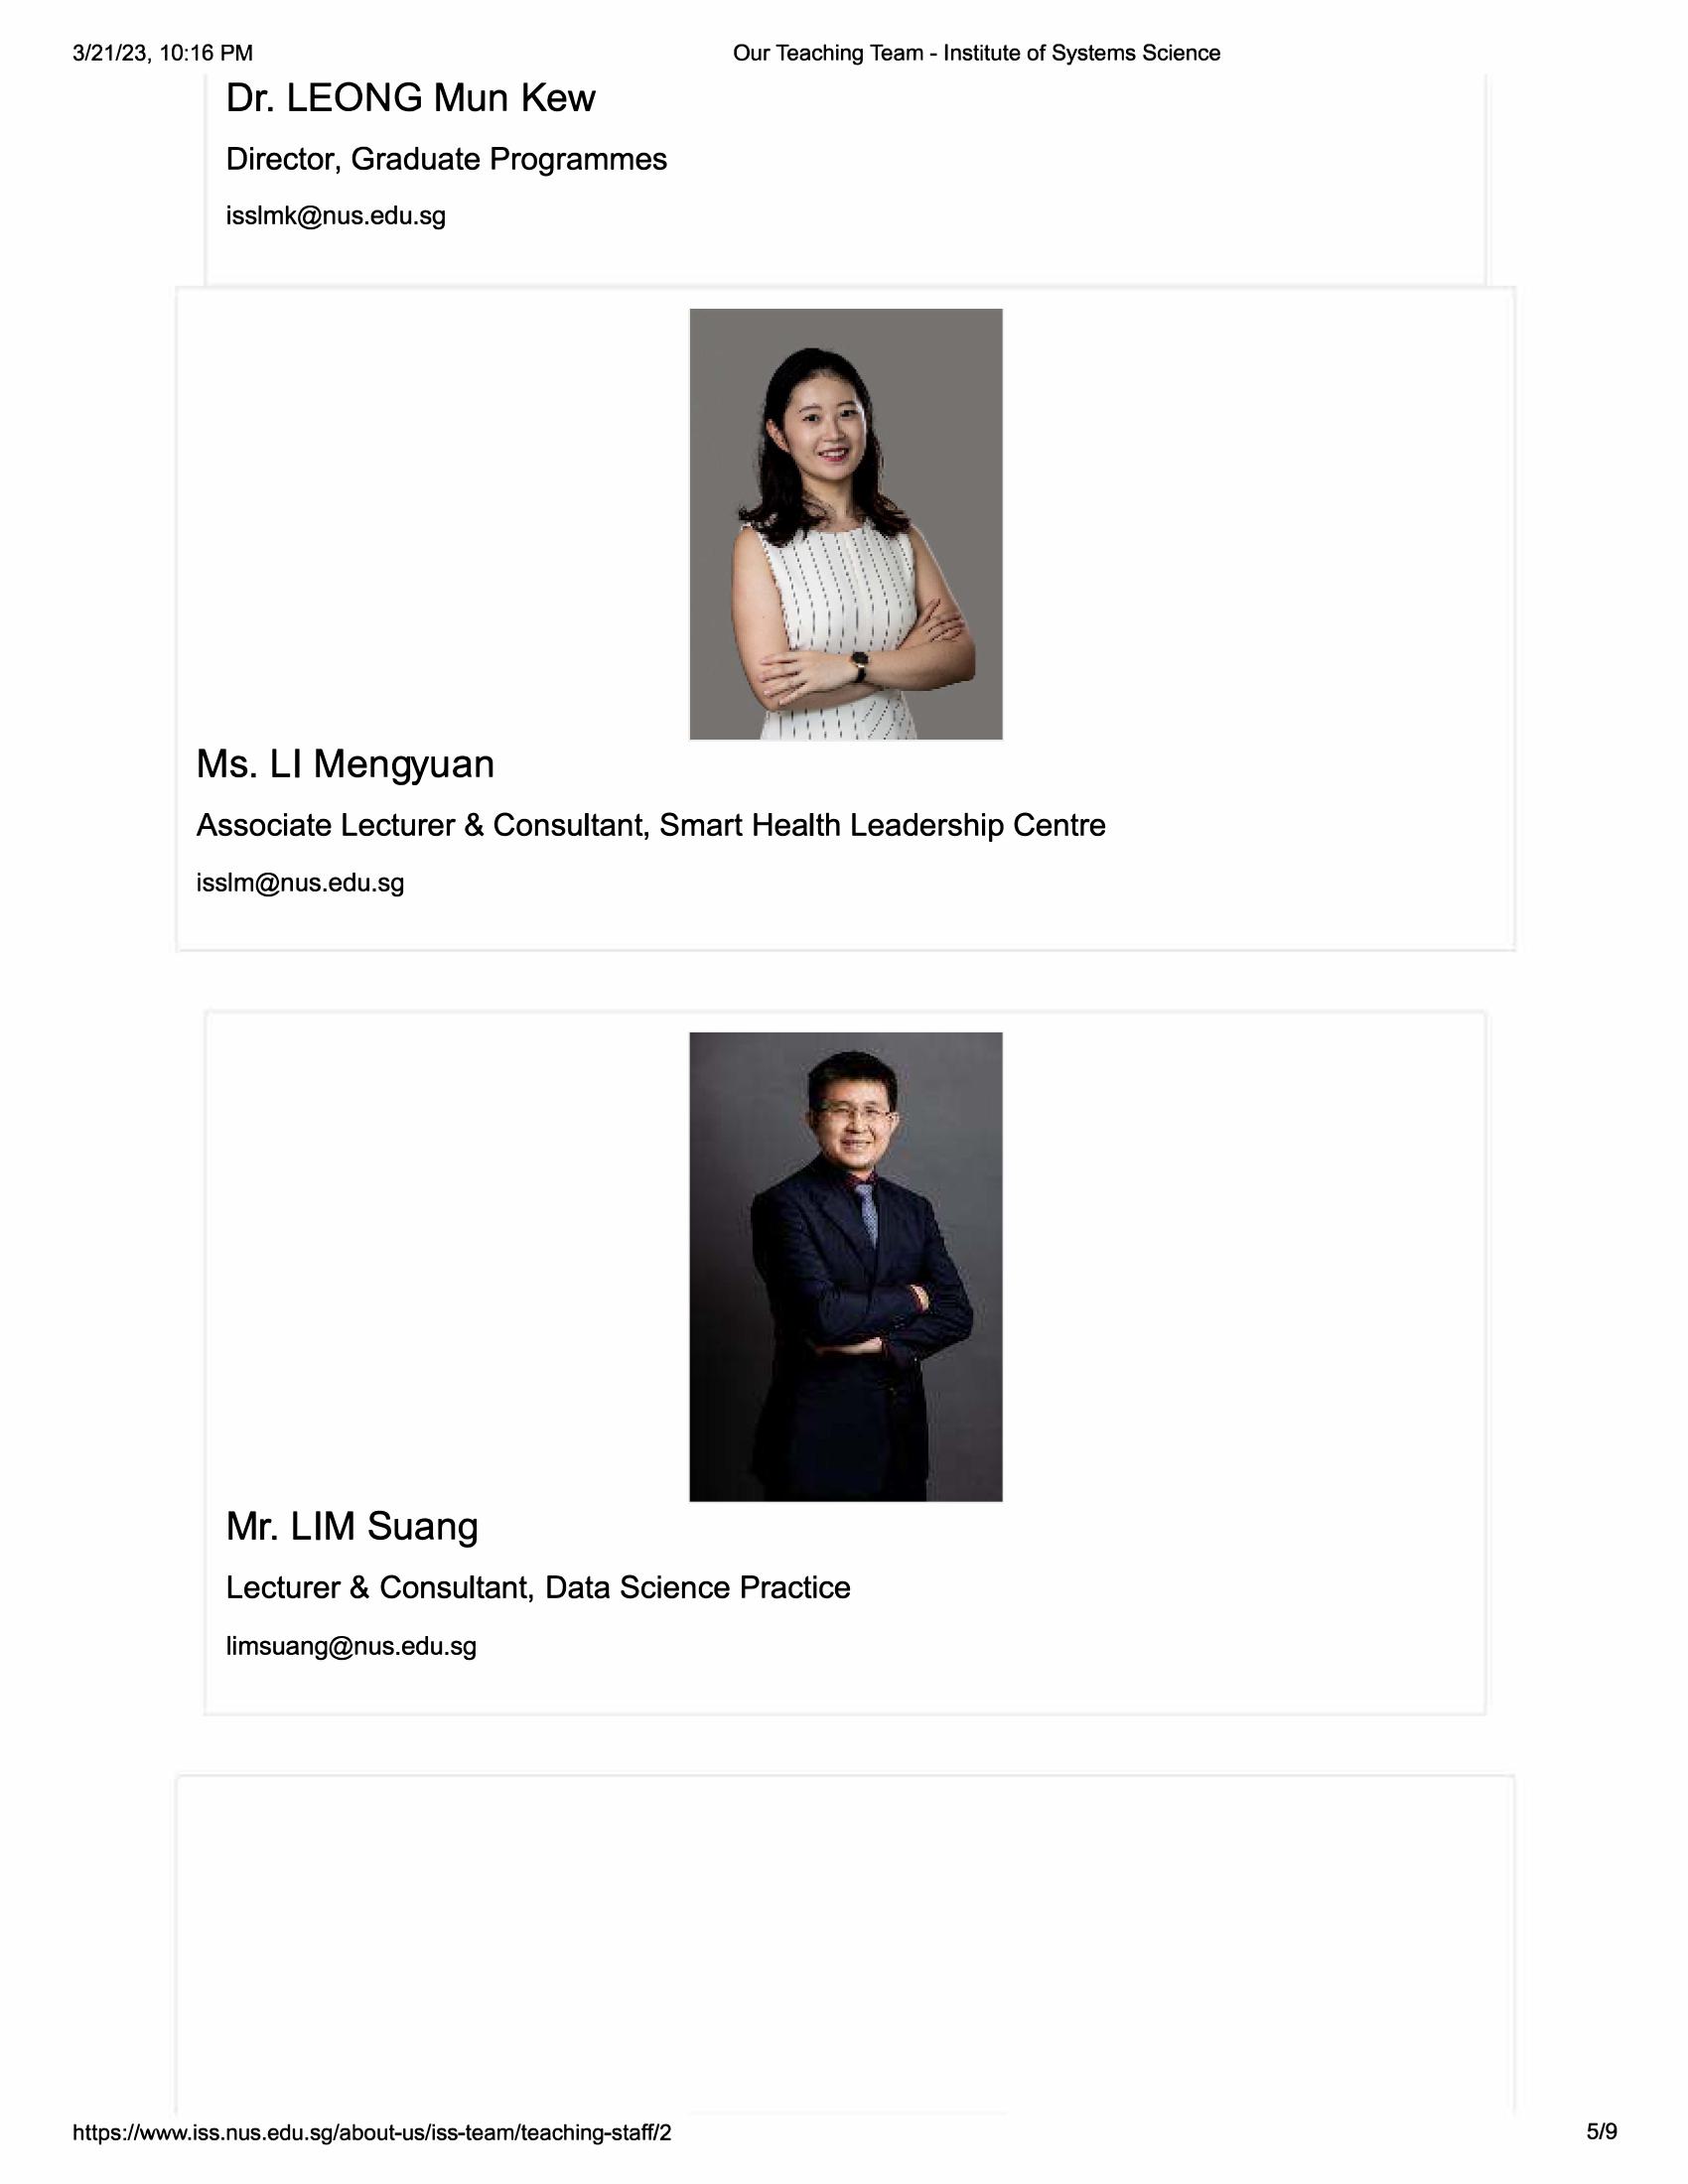 3/21/23, 10:16 PM
Our Teaching Team - Institute of Systems Science
Dr. LEONG Mun Kew
Director, Graduate Programmes
isslmk@nus.edu.sg
Ms. LI Mengyuan
Associate Lecturer & Consultant, Smart Health Leadership Centre
isslm@nus.edu.sg
Mr. LIM Suang
Lecturer & Consultant, Data Science Practice
limsuang@nus.edu.sg
https://www.iss.nus.edu.sg/about-us/iss-team/teaching-staff/2
5/9